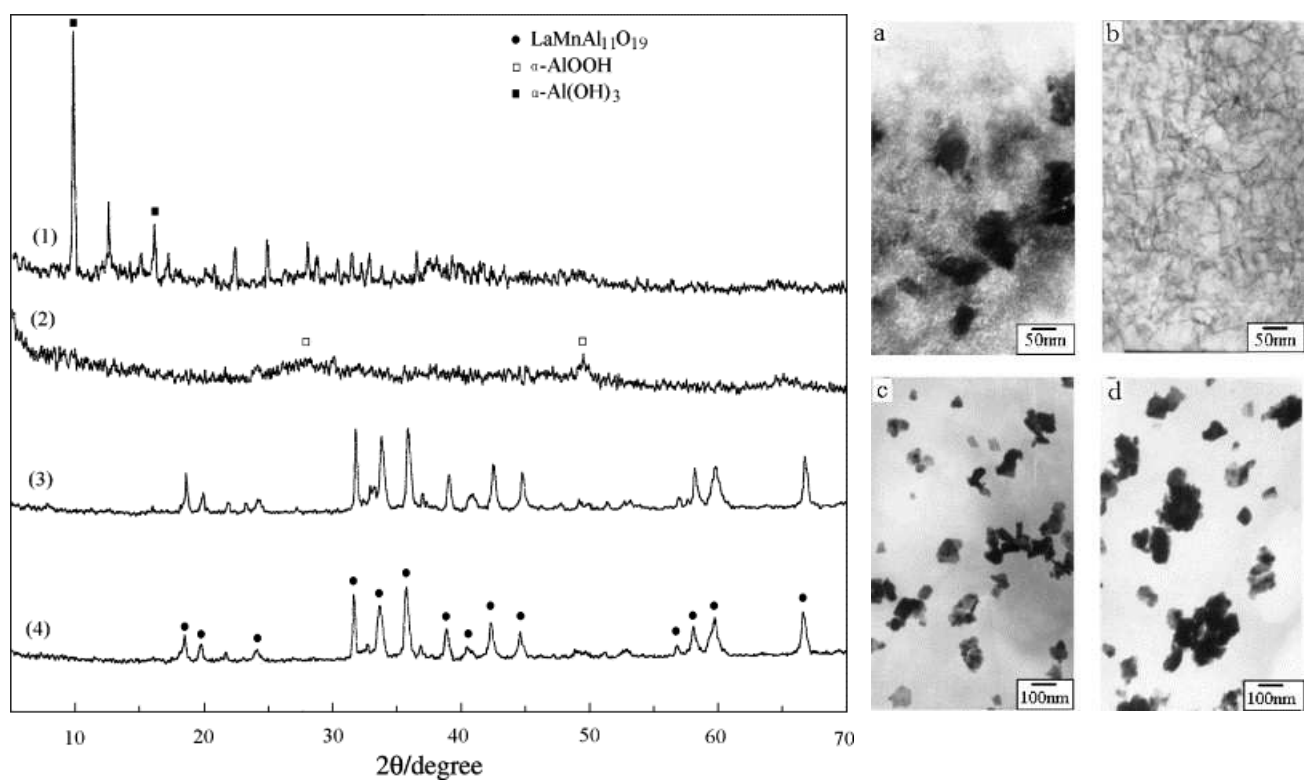 ● LaMnAl₁₁O₁₉
□ α-AlOOH
■ α-Al(OH)₃
(1)
(2)
(3)
(4)
10 20 30 40 50 60 70
2θ/degree
a
50nm
b
50nm
c
100nm
d
100nm